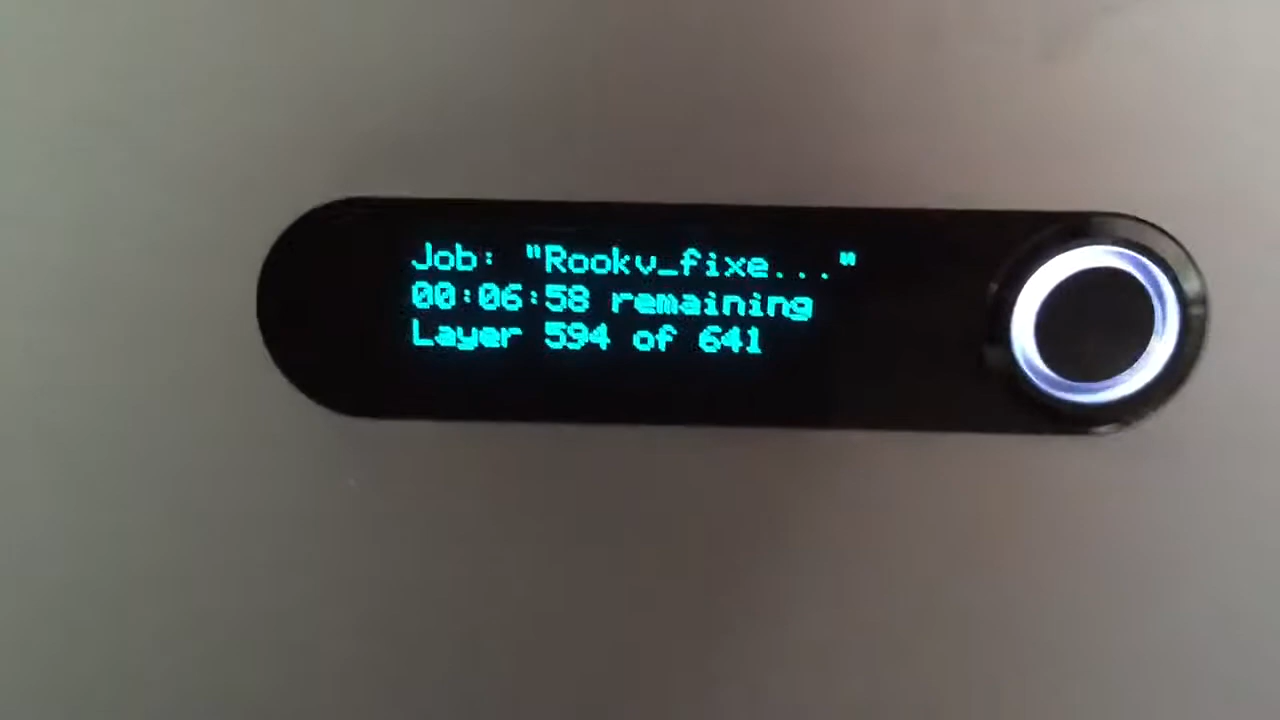 Job: "Rookv_fixe..."
00:06:58 remaining
Layer 594 of 641